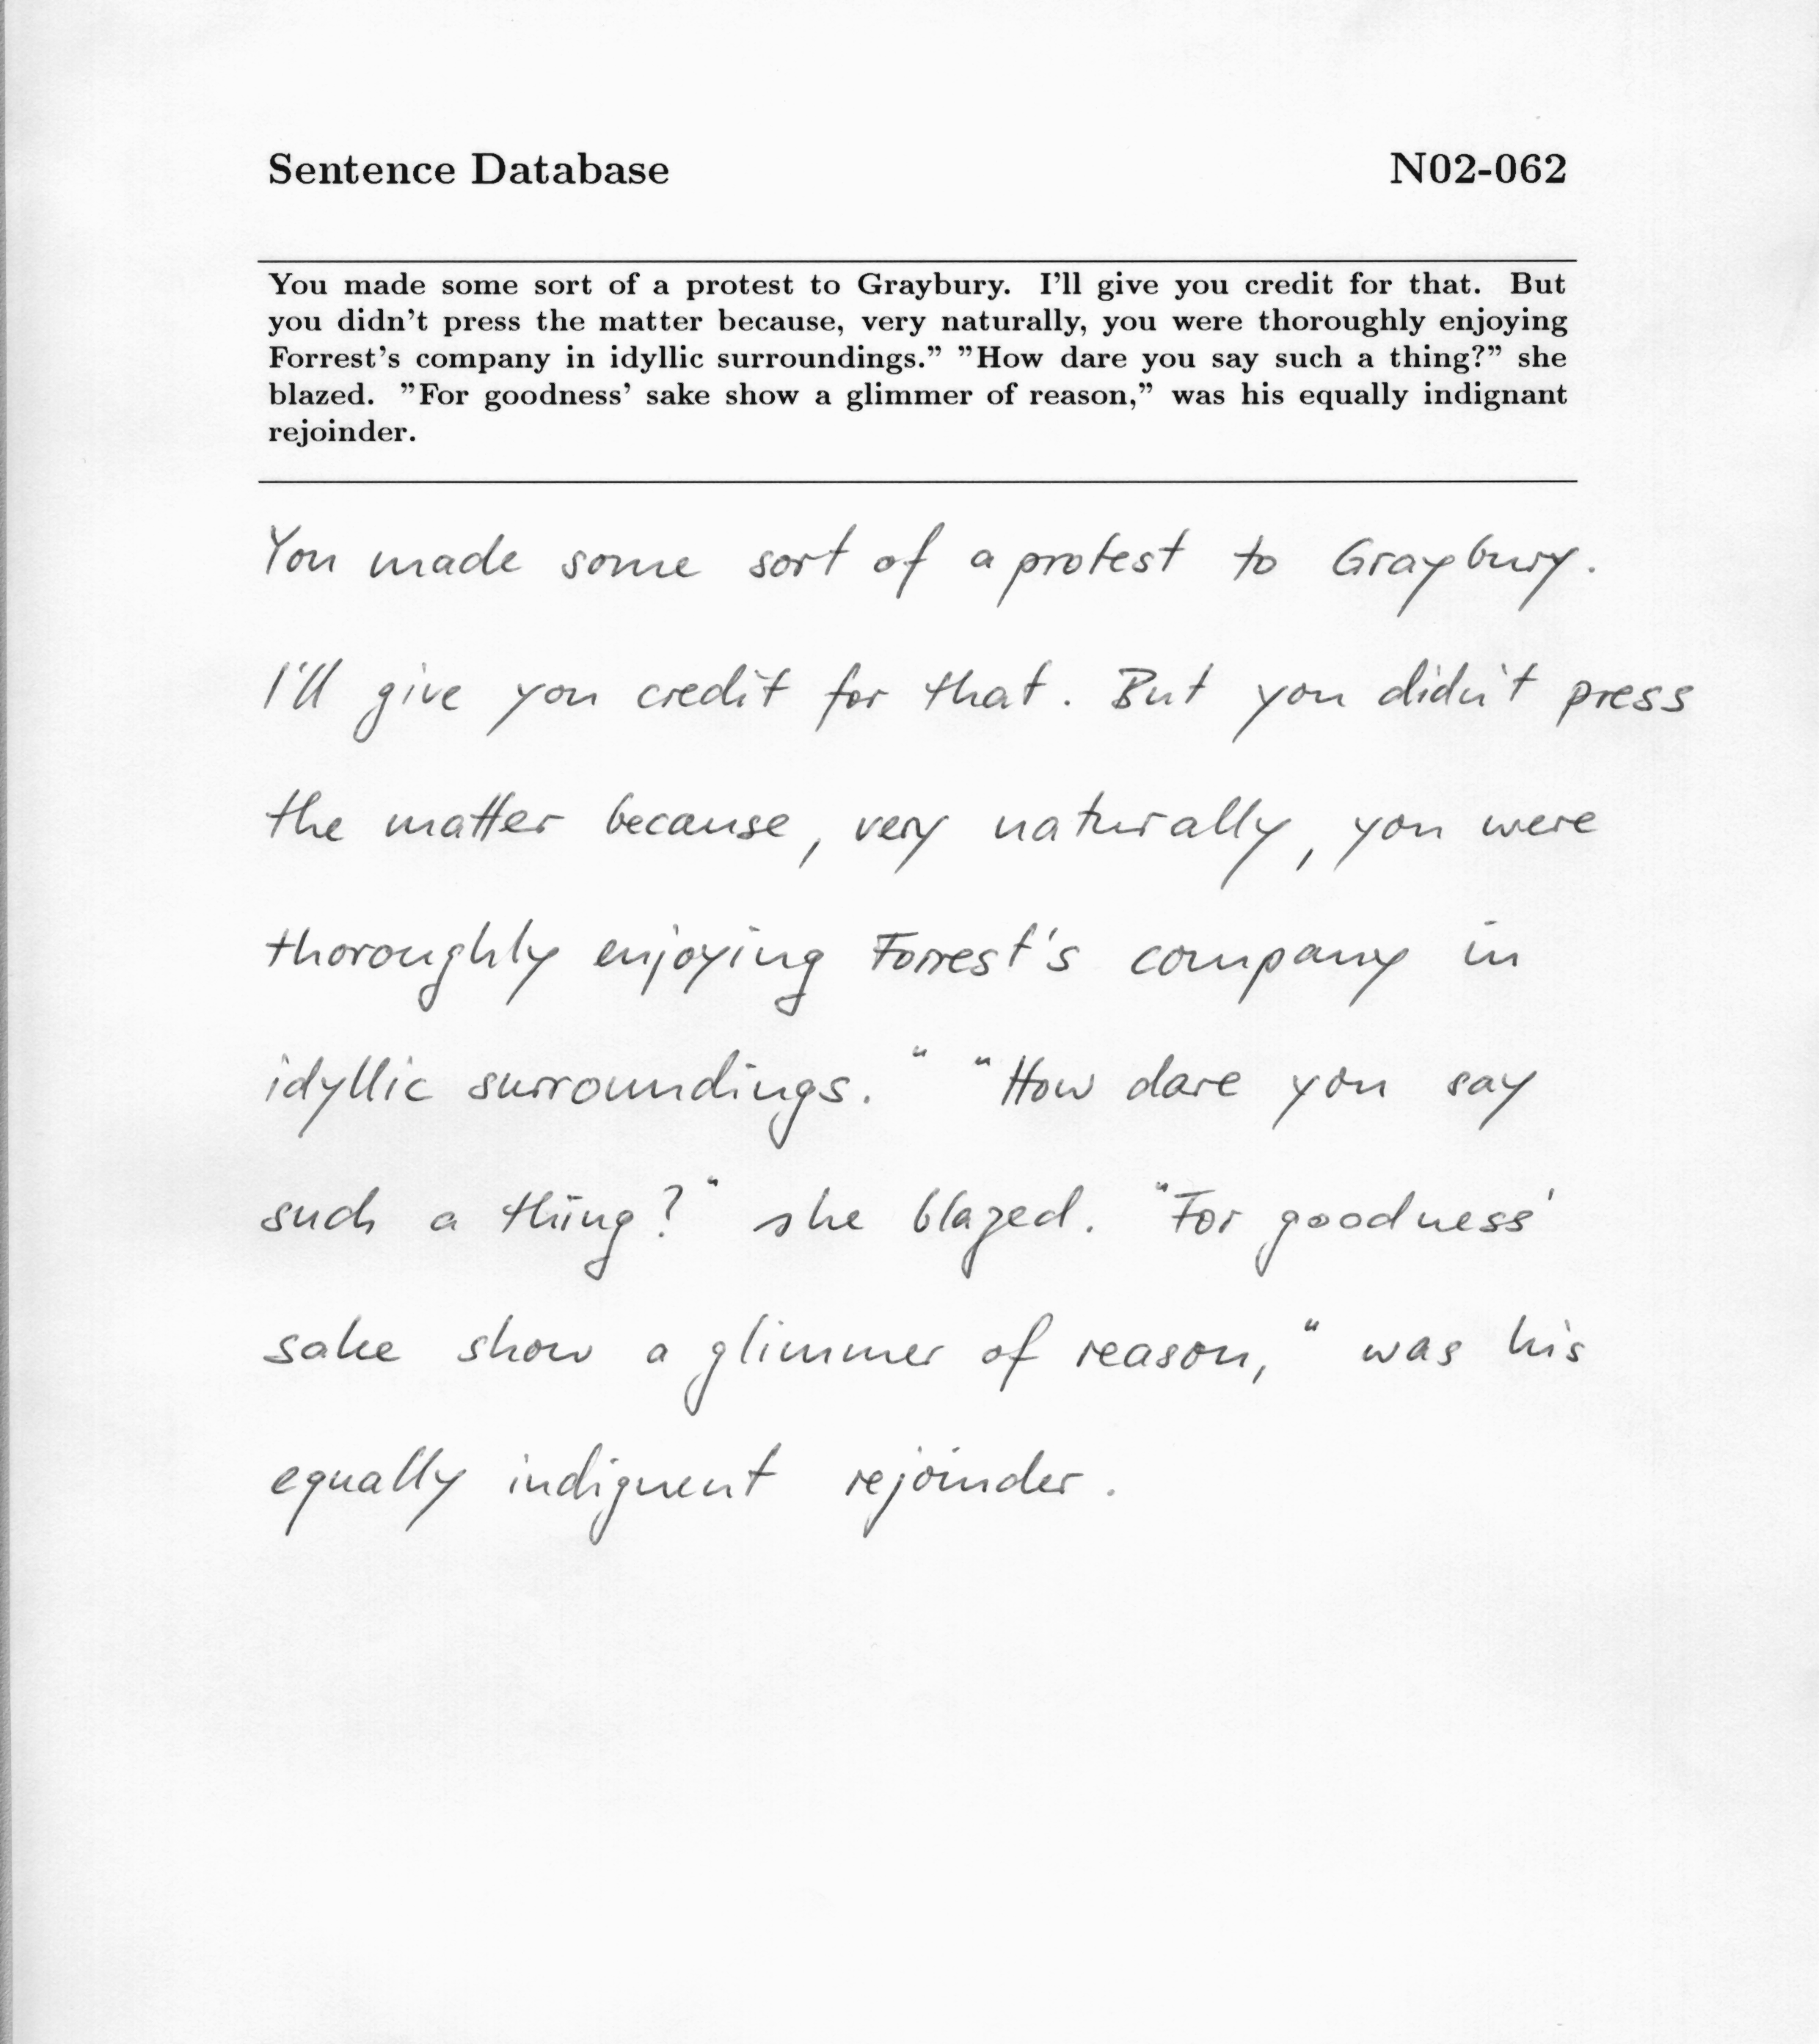 Sentence Database N02-062
You made some sort of a protest to Graybury. I'll give you credit for that. But
you didn't press the matter because, very naturally, you were thoroughly enjoying
Forrest's company in idyllic surroundings.” ”How dare you say such a thing?” she
blazed. ”For goodness' sake show a glimmer of reason,” was his equally indignant
rejoinder.
You made some sort of a protest to Graybury.
I'll give you credit for that. But you didn't press
the matter because, very naturally, you were
thoroughly enjoying Forrest's company in
idyllic surroundings." "How dare you say
such a thing?" she blazed. "For goodness'
sake show a glimmer of reason," was his
equally indignent rejoinder.